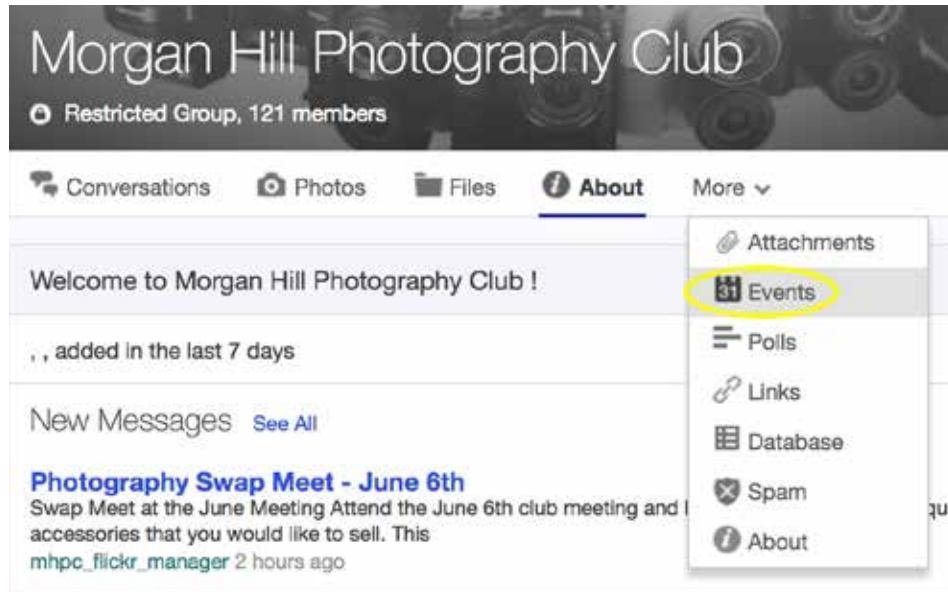 Morgan Hill Photography Club
Restricted Group, 121 members
Conversations Photos Files About More
Attachments
31 Events
Polls
Links
Database
Spam
About
Welcome to Morgan Hill Photography Club !
, , added in the last 7 days
New Messages See All
Photography Swap Meet - June 6th
Swap Meet at the June Meeting Attend the June 6th club meeting and
accessories that you would like to sell. This
mhpc_flickr_manager 2 hours ago